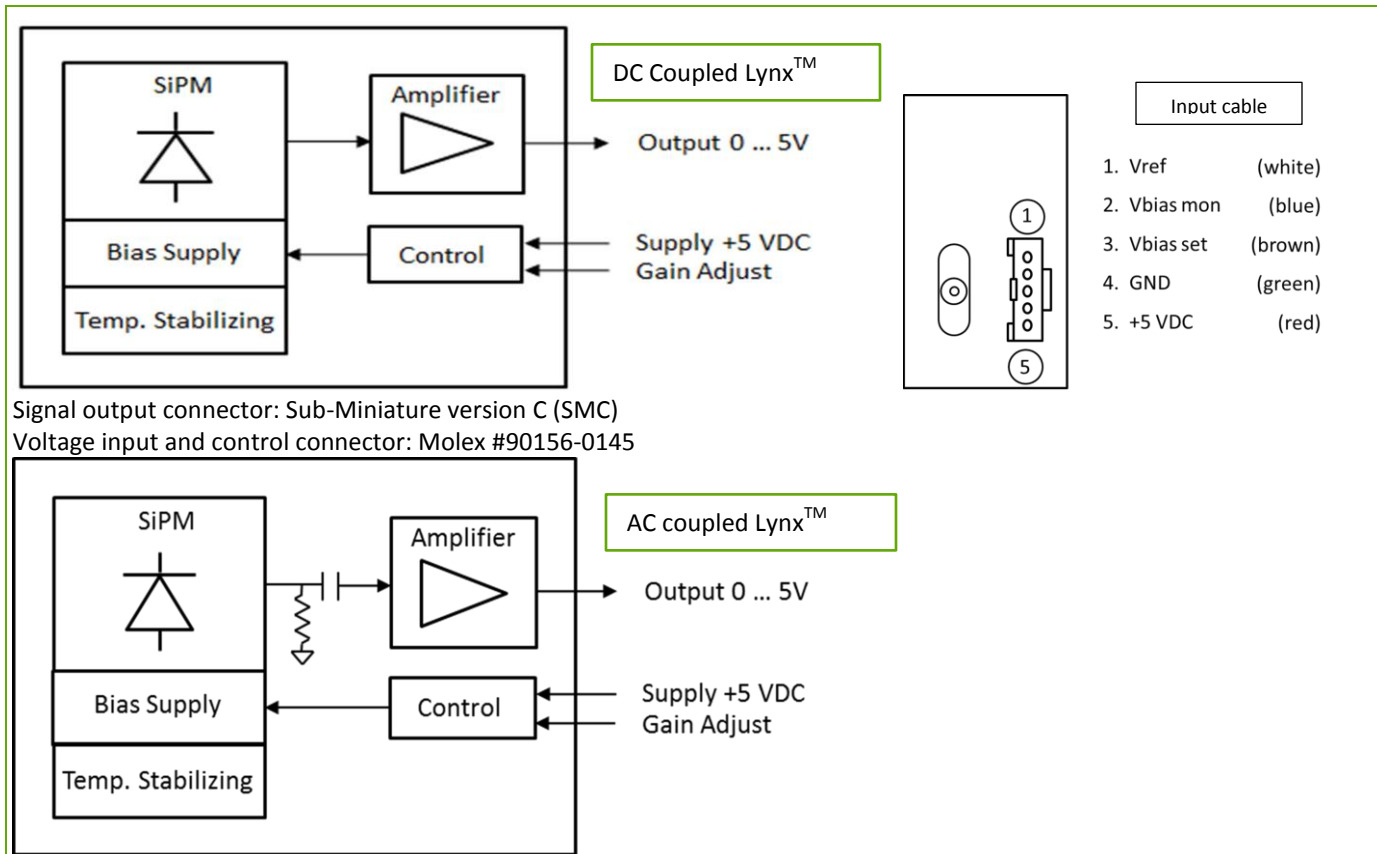 DC Coupled Lynx™
SiPM
Amplifier
Output 0 ... 5V
Bias Supply
Control
Supply +5 VDC
Gain Adjust
Temp. Stabilizing
Input cable
1
1. Vref (white)
2. Vbias mon (blue)
3. Vbias set (brown)
4. GND (green)
5. +5 VDC (red)
5
Signal output connector: Sub-Miniature version C (SMC)
Voltage input and control connector: Molex #90156-0145
AC coupled Lynx™
SiPM
Amplifier
Output 0 ... 5V
Bias Supply
Control
Supply +5 VDC
Gain Adjust
Temp. Stabilizing